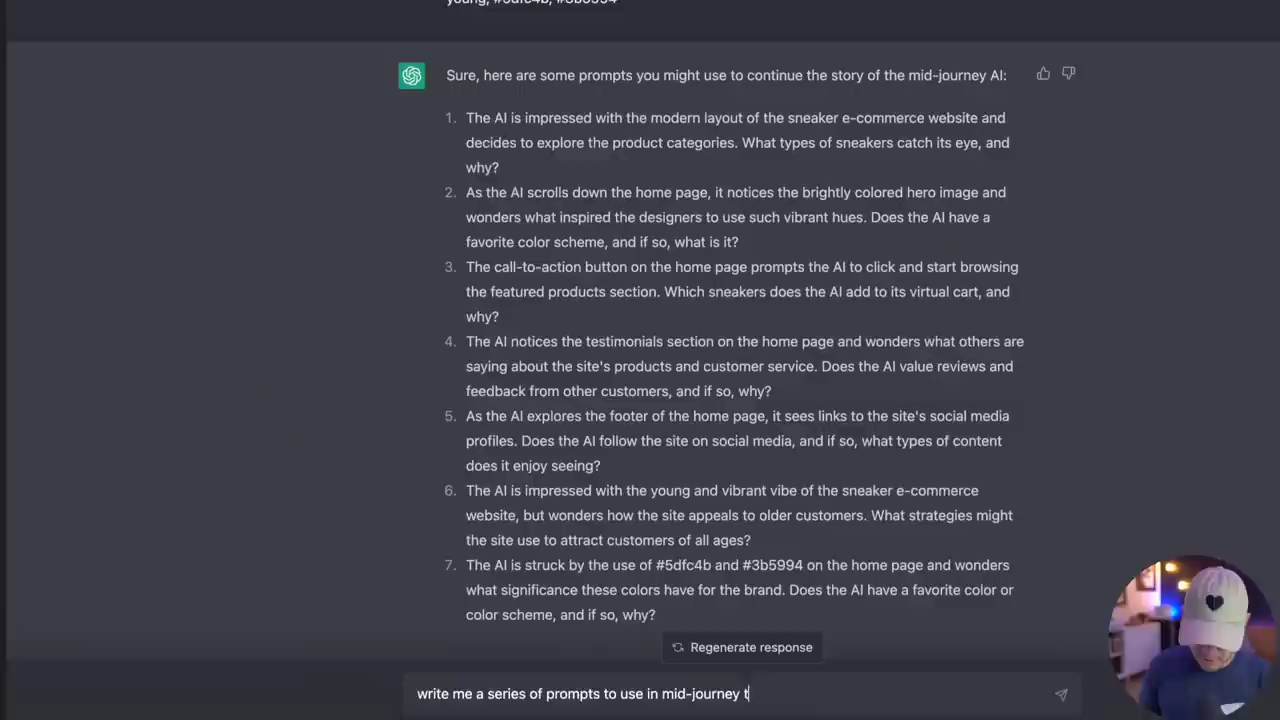 young, #5dfc4b, #3b5994
Sure, here are some prompts you might use to continue the story of the mid-journey AI:
1. The AI is impressed with the modern layout of the sneaker e-commerce website and
decides to explore the product categories. What types of sneakers catch its eye, and
why?
2. As the AI scrolls down the home page, it notices the brightly colored hero image and
wonders what inspired the designers to use such vibrant hues. Does the AI have a
favorite color scheme, and if so, what is it?
3. The call-to-action button on the home page prompts the AI to click and start browsing
the featured products section. Which sneakers does the AI add to its virtual cart, and
why?
4. The AI notices the testimonials section on the home page and wonders what others are
saying about the site's products and customer service. Does the AI value reviews and
feedback from other customers, and if so, why?
5. As the AI explores the footer of the home page, it sees links to the site's social media
profiles. Does the AI follow the site on social media, and if so, what types of content
does it enjoy seeing?
6. The AI is impressed with the young and vibrant vibe of the sneaker e-commerce
website, but wonders how the site appeals to older customers. What strategies might
the site use to attract customers of all ages?
7. The AI is struck by the use of #5dfc4b and #3b5994 on the home page and wonders
what significance these colors have for the brand. Does the AI have a favorite color or
color scheme, and if so, why?
Regenerate response
write me a series of prompts to use in mid-journey t